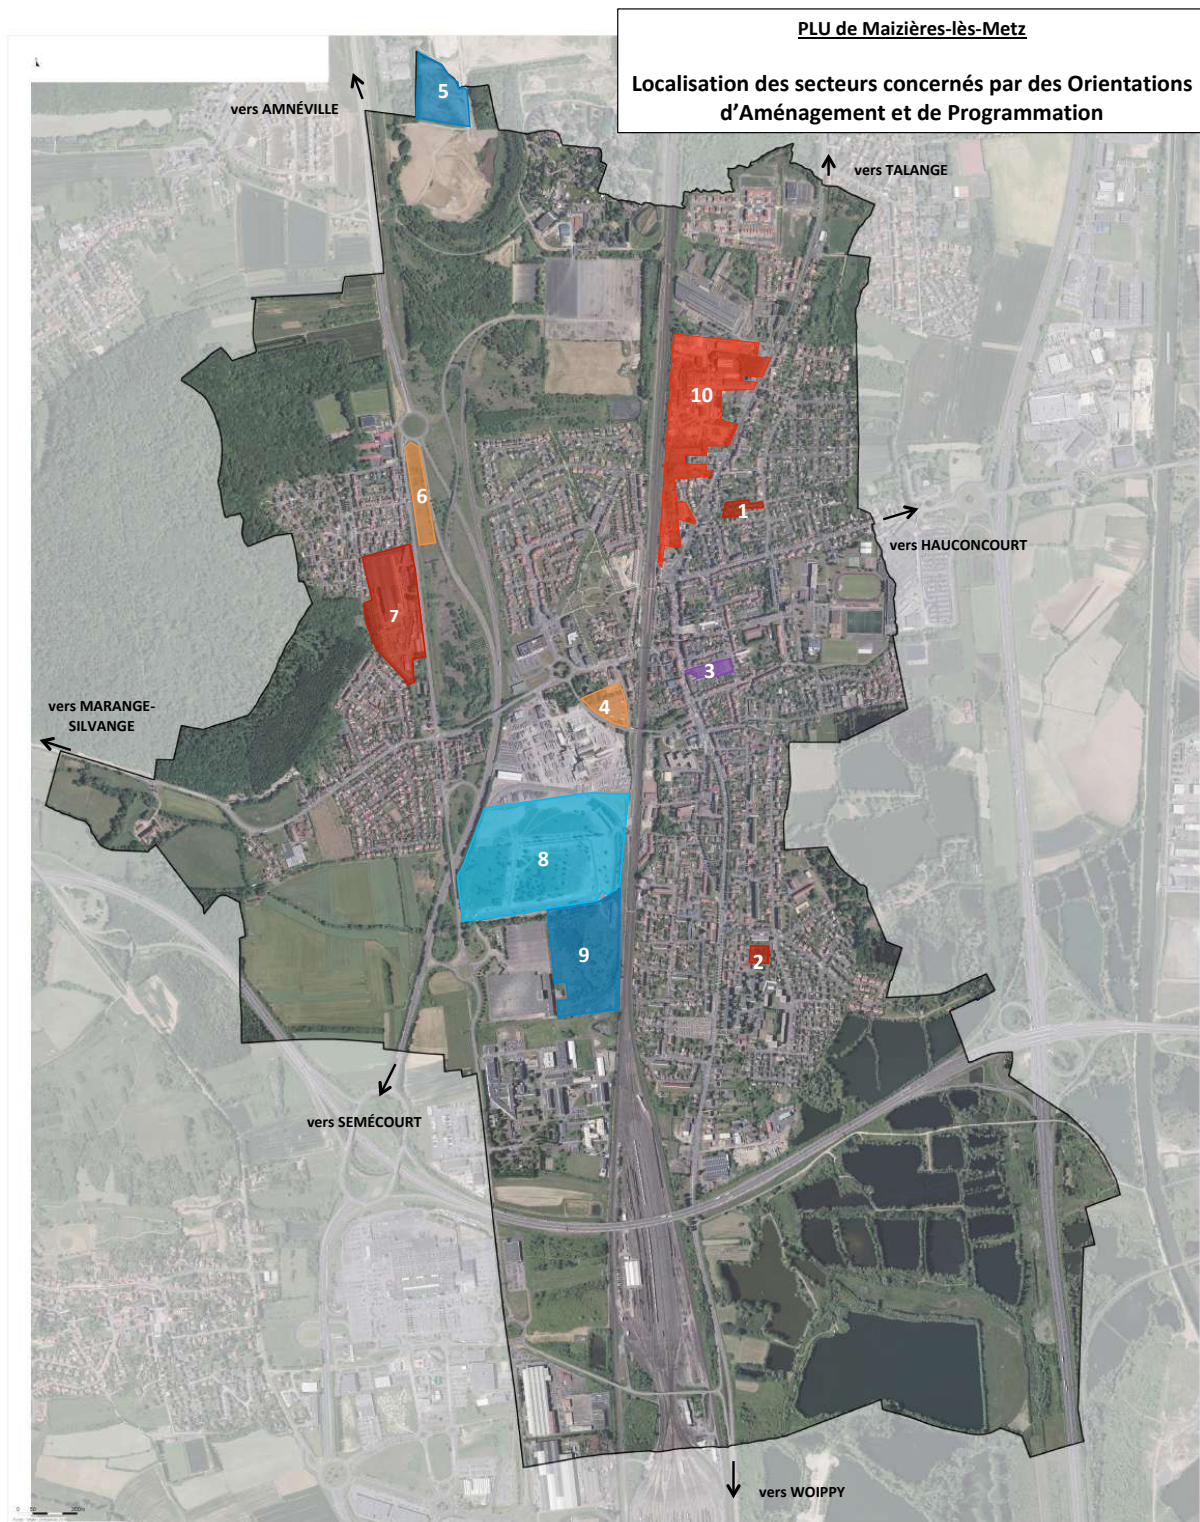 PLU de Maizières-lès-Metz
Localisation des secteurs concernés par des Orientations
d'Aménagement et de Programmation
5
vers AMNÉVILLE
vers TALANGE
10
6
1
vers HAUCONCOURT
7
3
4
vers MARANGE-
SILVANGE
8
9
2
vers SEMÉCOURT
vers WOIPPY
0